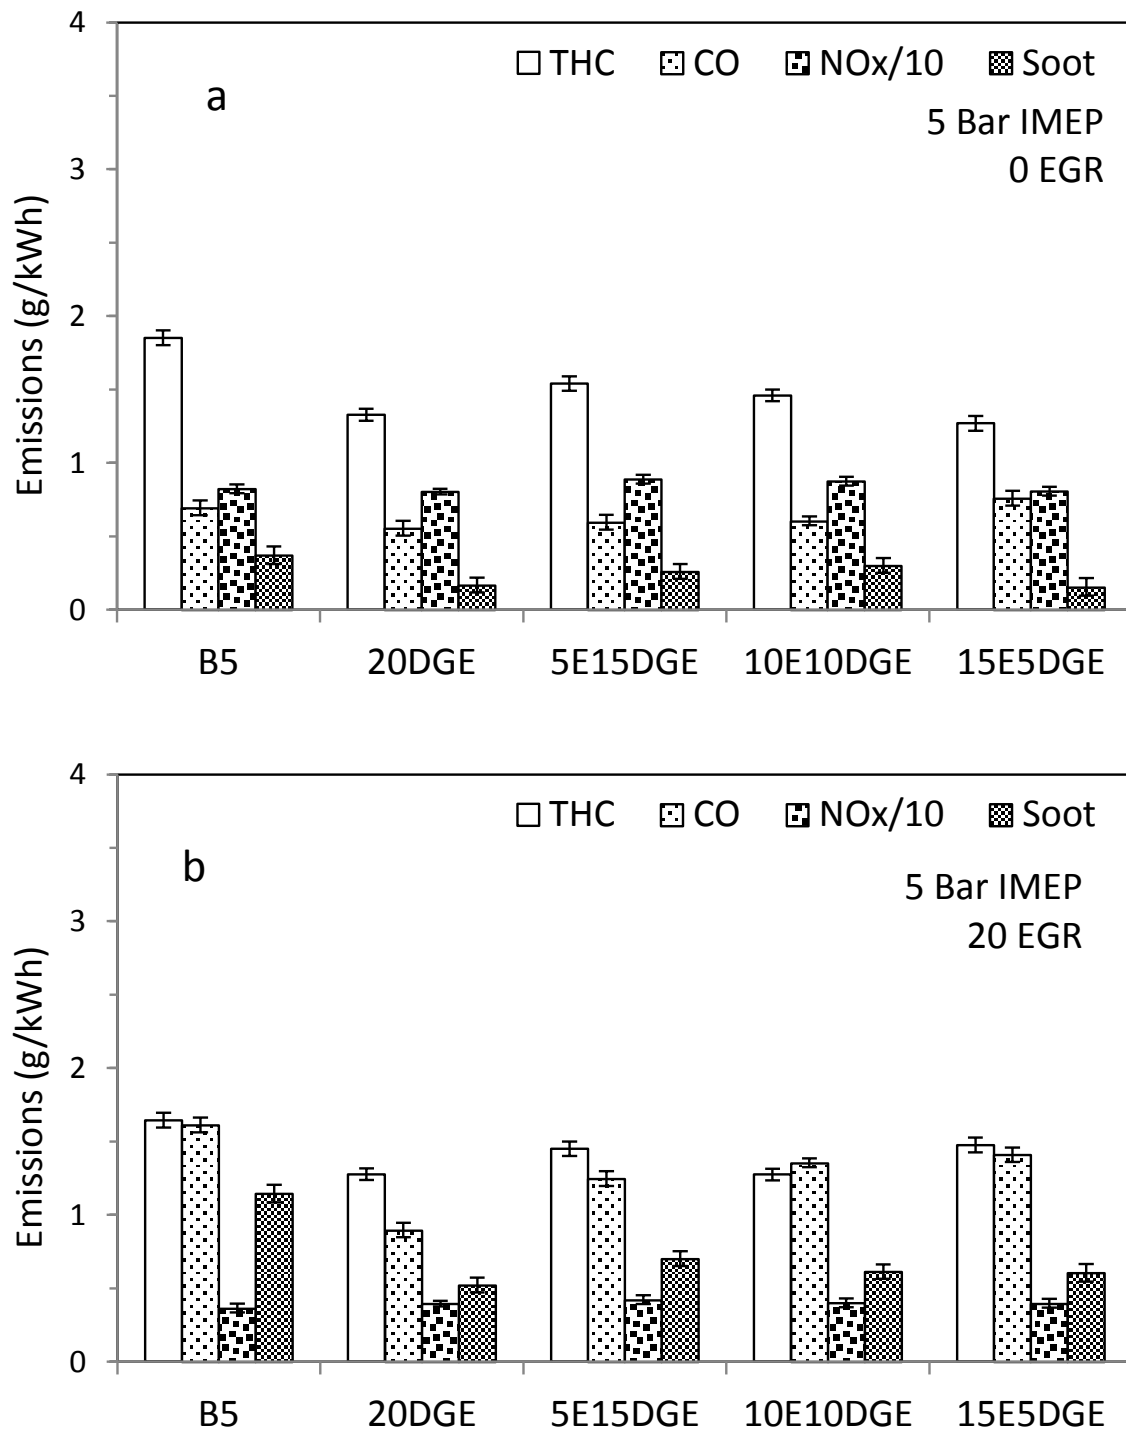 4
THC CO NOx/10 Soot
a
5 Bar IMEP
0 EGR
3
2
1
0
Emissions (g/kWh)
B5 20DGE 5E15DGE 10E10DGE 15E5DGE
4
THC CO NOx/10 Soot
b
5 Bar IMEP
20 EGR
3
2
1
0
Emissions (g/kWh)
B5 20DGE 5E15DGE 10E10DGE 15E5DGE